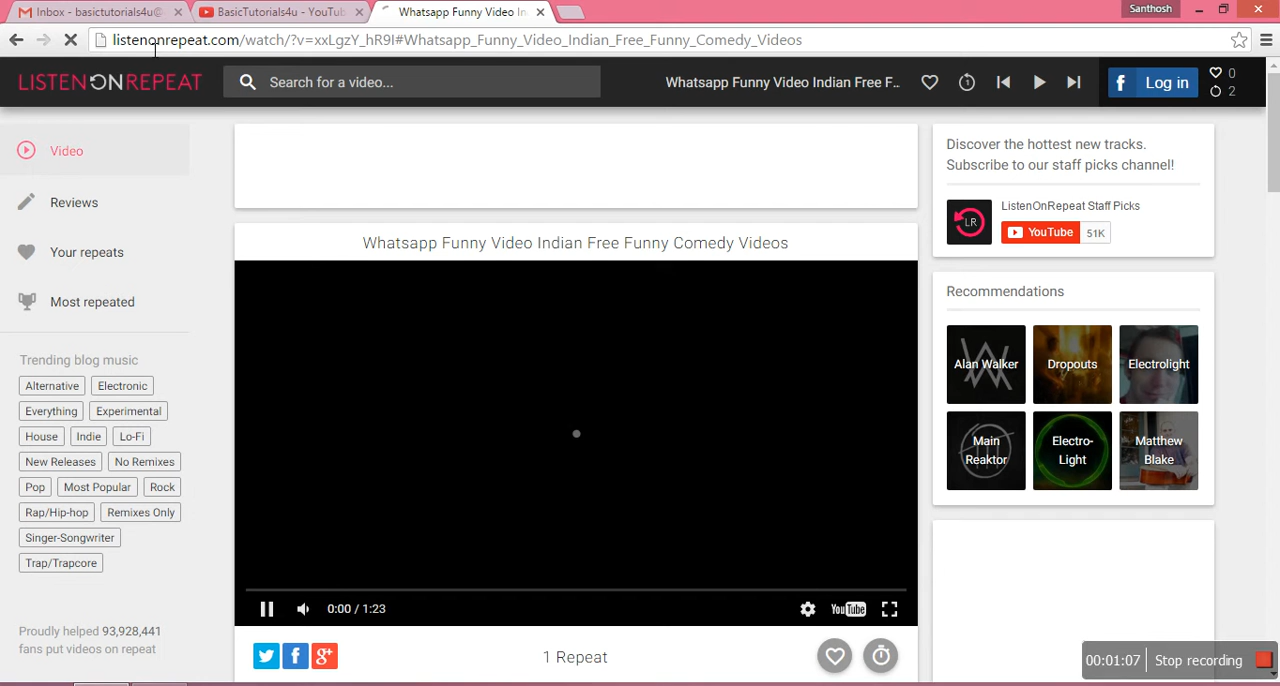 Inbox - basictutorials4u@
BasicTutorials4u - YouTub
Whatsapp Funny Video In
Santhosh
listenonrepeat.com/watch/?v=xxLgzY_hR9I#Whatsapp_Funny_Video_Indian_Free_Funny_Comedy_Videos
LISTENONREPEAT
Search for a video...
Whatsapp Funny Video Indian Free F...
1
f Log in
0
2
Video
Reviews
Your repeats
Most repeated
Trending blog music
Alternative
Electronic
Everything
Experimental
House
Indie
Lo-Fi
New Releases
No Remixes
Pop
Most Popular
Rock
Rap/Hip-hop
Remixes Only
Singer-Songwriter
Trap/Trapcore
Proudly helped 93,928,441
fans put videos on repeat
Whatsapp Funny Video Indian Free Funny Comedy Videos
0:00 / 1:23
YouTube
f
g+
1 Repeat
Discover the hottest new tracks.
Subscribe to our staff picks channel!
LR
ListenOnRepeat Staff Picks
YouTube
51K
Recommendations
Alan Walker
Dropouts
Electrolight
Main
Reaktor
Electro-
Light
Matthew
Blake
00:01:07
Stop recording